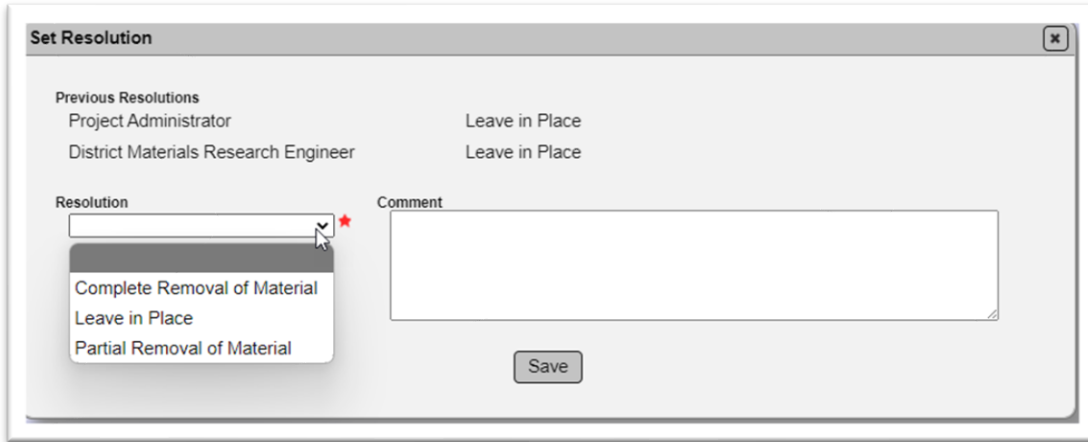 Set Resolution
Previous Resolutions
Project Administrator Leave in Place
District Materials Research Engineer Leave in Place
Resolution Comment
Complete Removal of Material
Leave in Place
Partial Removal of Material
Save